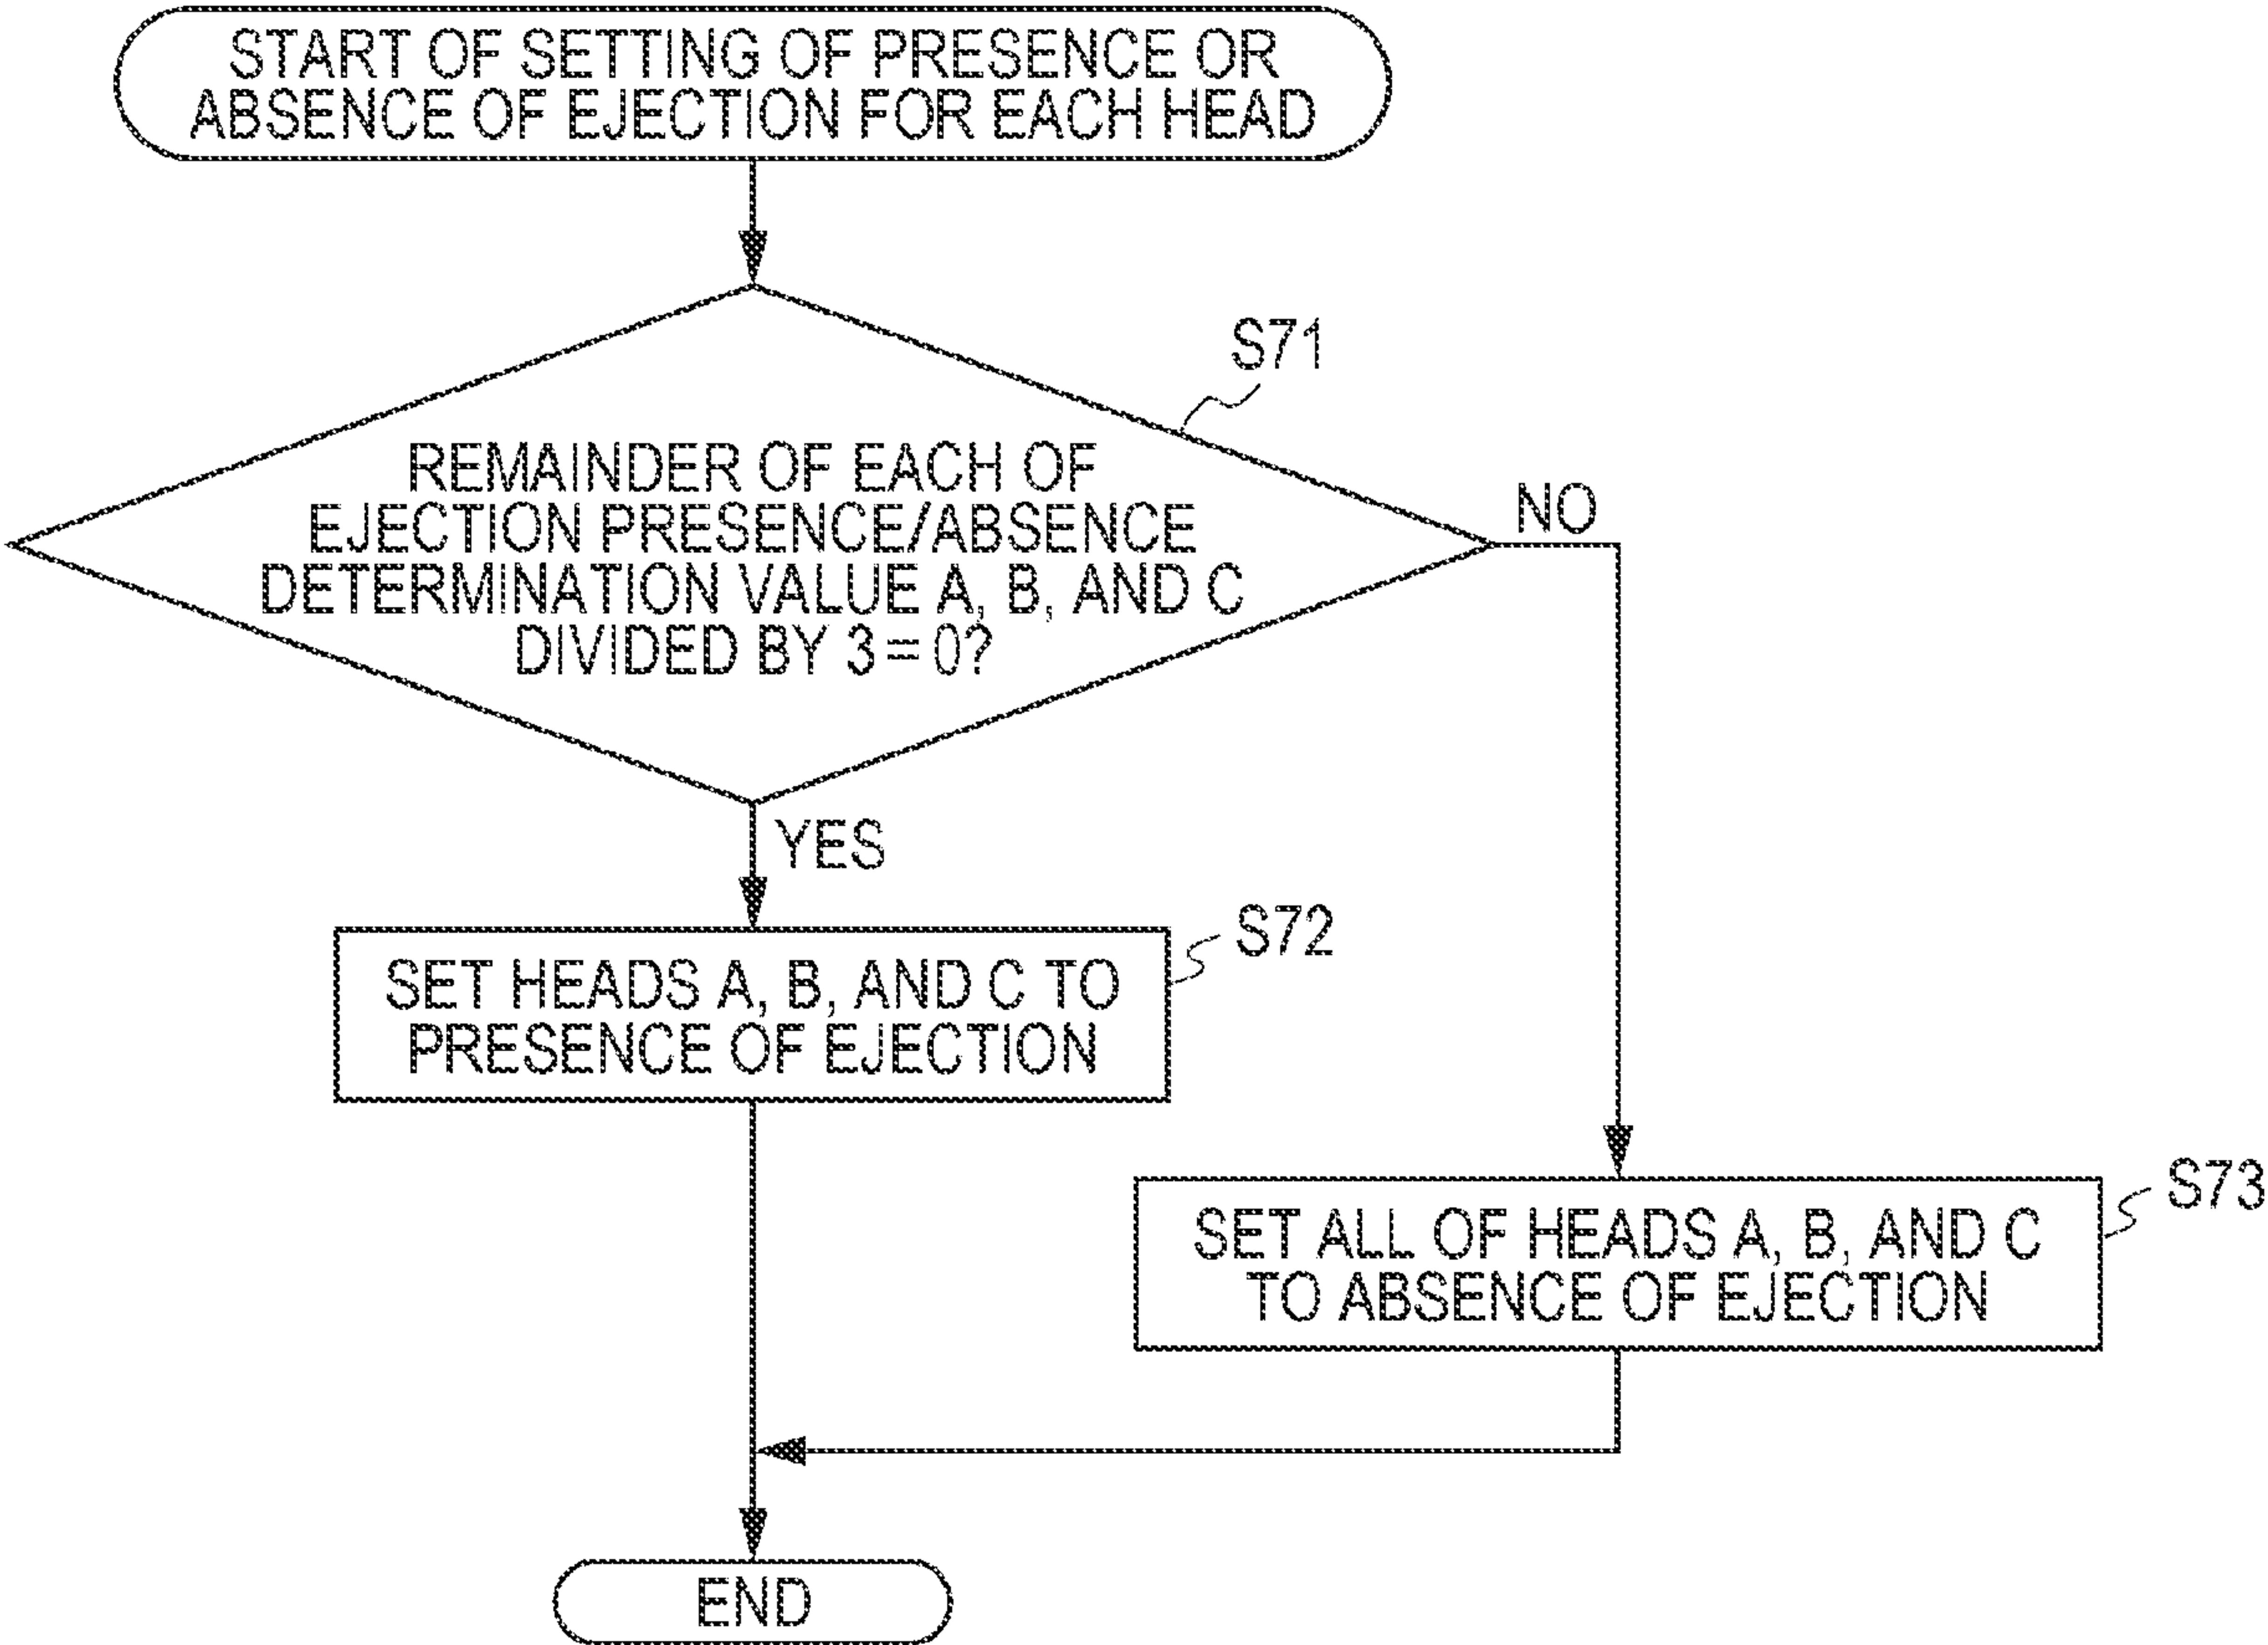 START OF SETTING OF PRESENCE OR
ABSENCE OF EJECTION FOR EACH HEAD
S71
REMAINDER OF EACH OF
EJECTION PRESENCE/ABSENCE
DETERMINATION VALUE A, B, AND C
DIVIDED BY 3 = 0?
NO
YES
S72
SET HEADS A, B, AND C TO
PRESENCE OF EJECTION
S73
SET ALL OF HEADS A, B, AND C
TO ABSENCE OF EJECTION
END